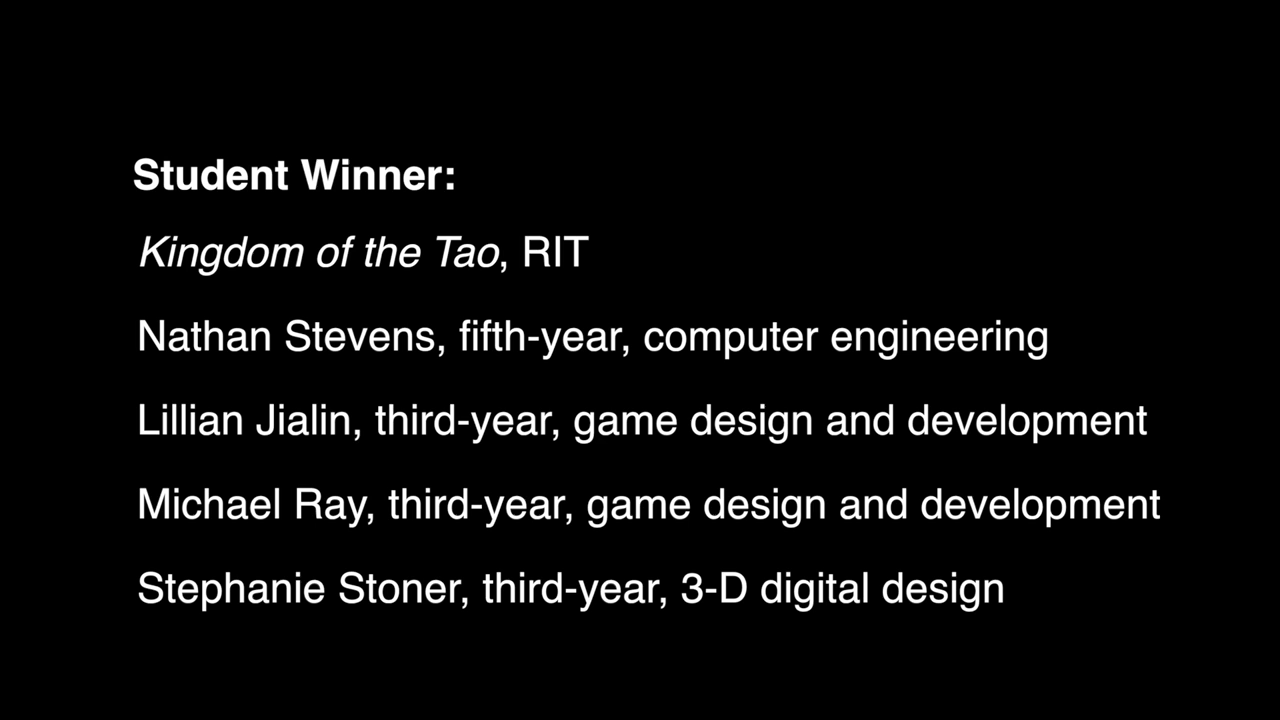 Student Winner:
Kingdom of the Tao, RIT
Nathan Stevens, fifth-year, computer engineering
Lillian Jialin, third-year, game design and development
Michael Ray, third-year, game design and development
Stephanie Stoner, third-year, 3-D digital design